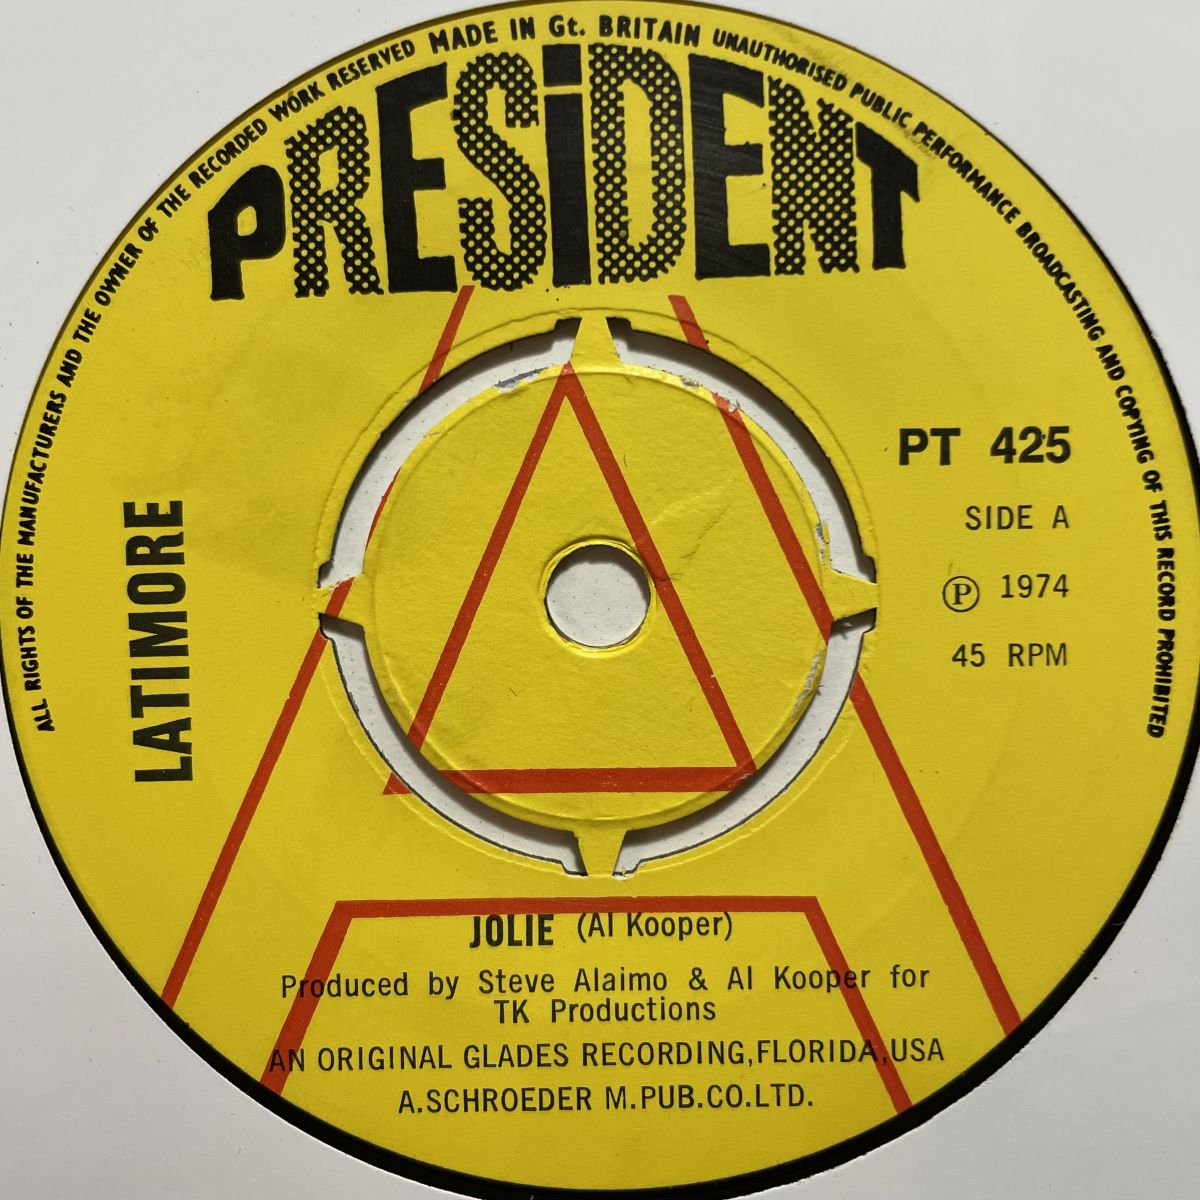 ALL RIGHTS OF THE MANUFACTURERS AND THE OWNER OF THE RECORDED WORK RESERVED MADE IN Gt. BRITAIN UNAUTHORISED PUBLIC PERFORMANCE BROADCASTING AND COPYING OF THIS RECORD PROHIBITED
PRESiDENT
A
LATIMORE
PT 425
SIDE A
Ⓟ 1974
45 RPM
JOLIE (Al Kooper)
Produced by Steve Alaimo & Al Kooper for
TK Productions
AN ORIGINAL GLADES RECORDING,FLORIDA,USA
A.SCHROEDER M.PUB.CO.LTD.